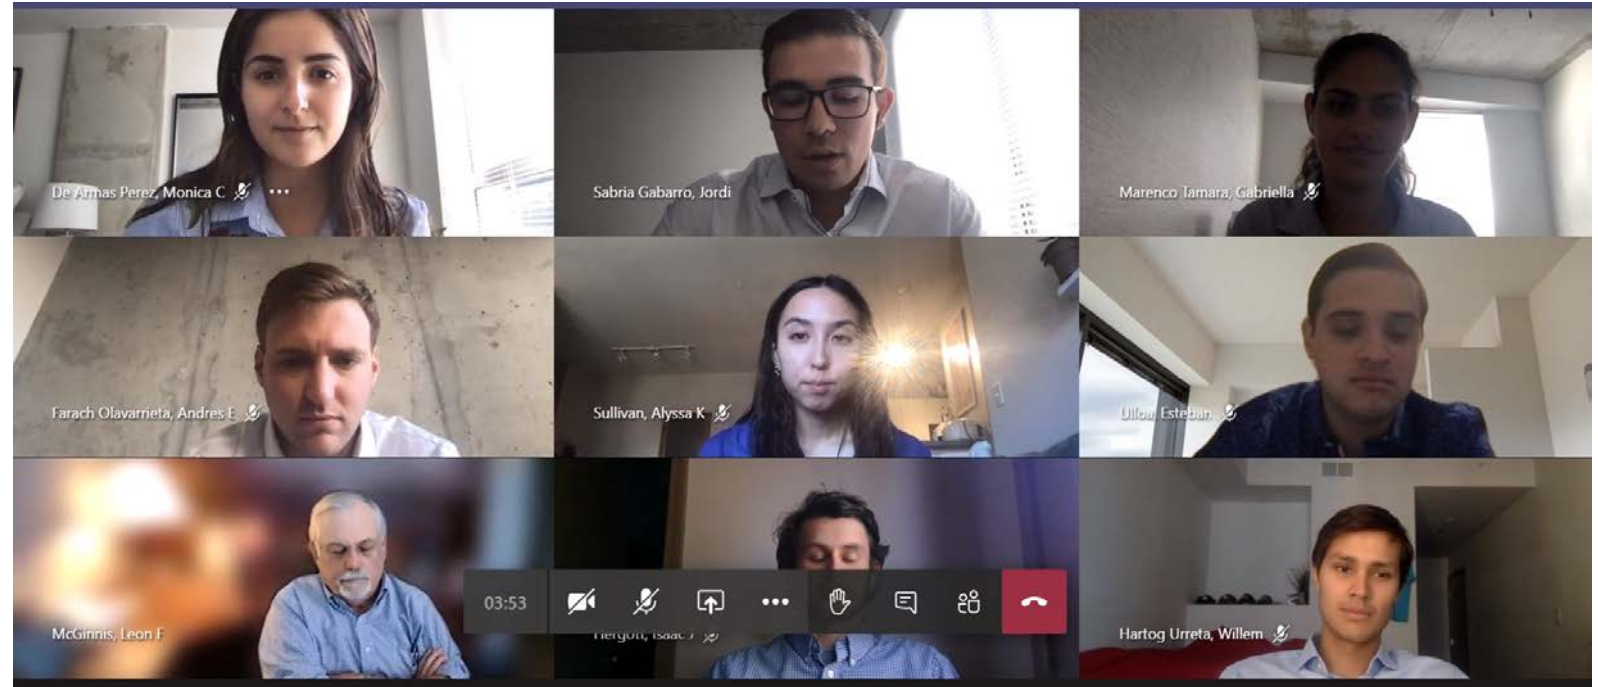 De Armas Perez, Monica C
Sabria Gabarro, Jordi
Marenco Tamara, Gabriella
Farach Olavarrieta, Andres E
Sullivan, Alyssa K
Ulloa, Esteban
03:53
McGinnis, Leon F
Isaac J
Hartog Urreta, Willem